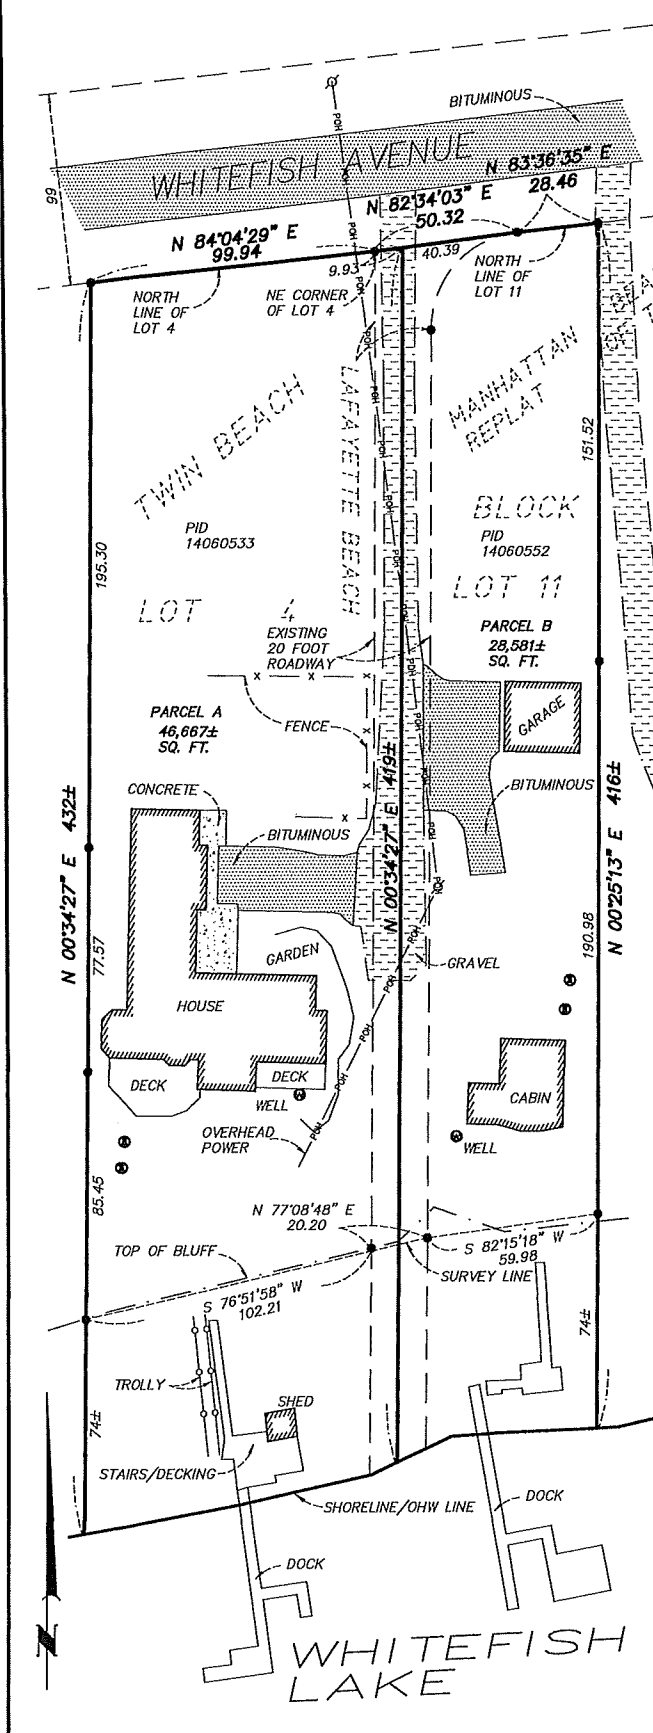 BITUMINOUS
WHITEFISH AVENUE
N 83°36'35" E
28.46
N 82°34'03" E
50.32
N 84°04'29" E
99.94
99
POH
9.93
40.39
NORTH
LINE OF
LOT 4
NE CORNER
OF LOT 4
NORTH
LINE OF
LOT 11
POH
POH
TWIN BEACH
LAFAYETTE BEACH
MANHATTAN
REPLAT
151.52
PID
14060533
BLOCK
PID
14060552
195.30
LOT 4
LOT 11
EXISTING
20 FOOT
ROADWAY
PARCEL B
28,581±
SQ. FT.
PARCEL A
46,667±
SQ. FT.
FENCE
GARAGE
CONCRETE
BITUMINOUS
BITUMINOUS
N 00°34'27" E 432±
N 00°34'27" E 419±
N 00°25'13" E 416±
77.57
190.98
GARDEN
GRAVEL
HOUSE
POH
DECK
DECK
WELL
CABIN
OVERHEAD
POWER
WELL
85.45
N 77°08'48" E
20.20
TOP OF BLUFF
S 82°15'18" W
59.98
SURVEY LINE
S 76°51'58" W
102.21
74±
TROLLY
SHED
74±
STAIRS/DECKING
SHORELINE/OHW LINE
DOCK
DOCK
N
WHITEFISH
LAKE